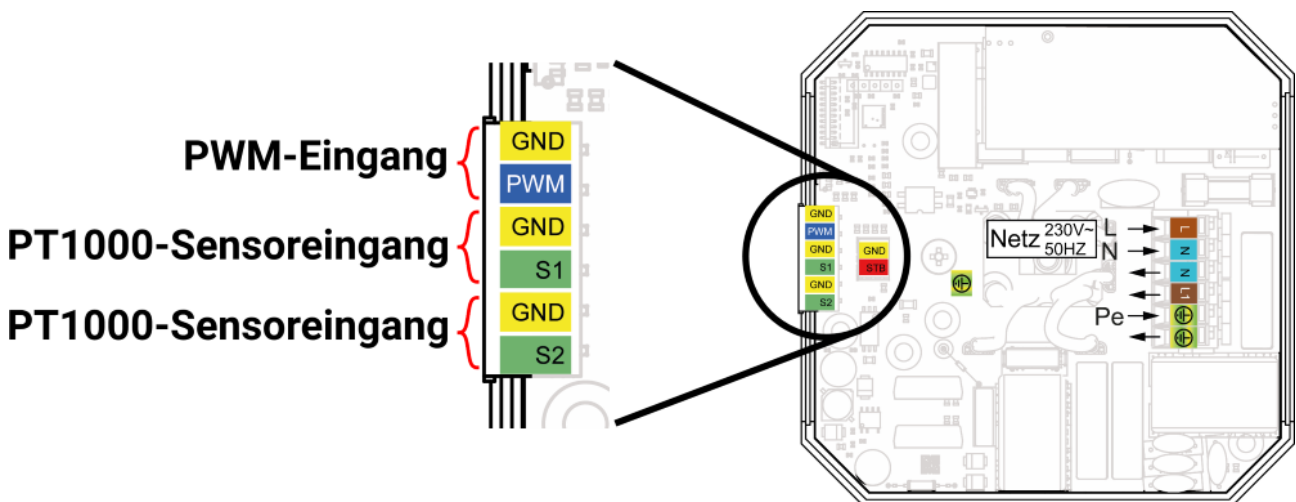 PWM-Eingang
PT1000-Sensoreingang
PT1000-Sensoreingang
GND
PWM
GND
S1
GND
S2
GND
PWM
GND
S1
GND
S2
GND
STB
Netz 230V~
50HZ
L
N
Pe
L
N
N
L1